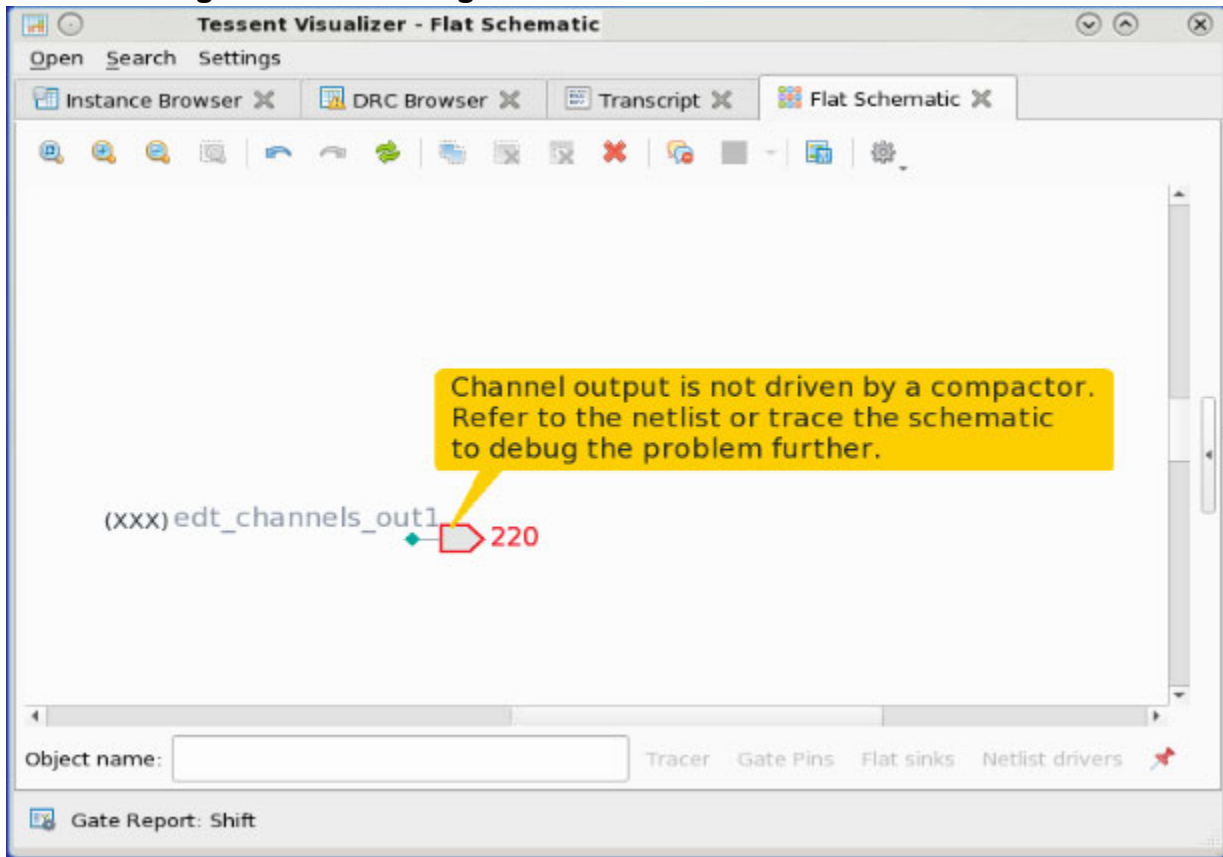 Tessent Visualizer - Flat Schematic
Open Search Settings
Instance Browser DRC Browser Transcript Flat Schematic
Channel output is not driven by a compactor.
Refer to the netlist or trace the schematic
to debug the problem further.
(XXX) edt_channels_out1
220
Object name: Tracer Gate Pins Flat sinks Netlist drivers
Gate Report: Shift